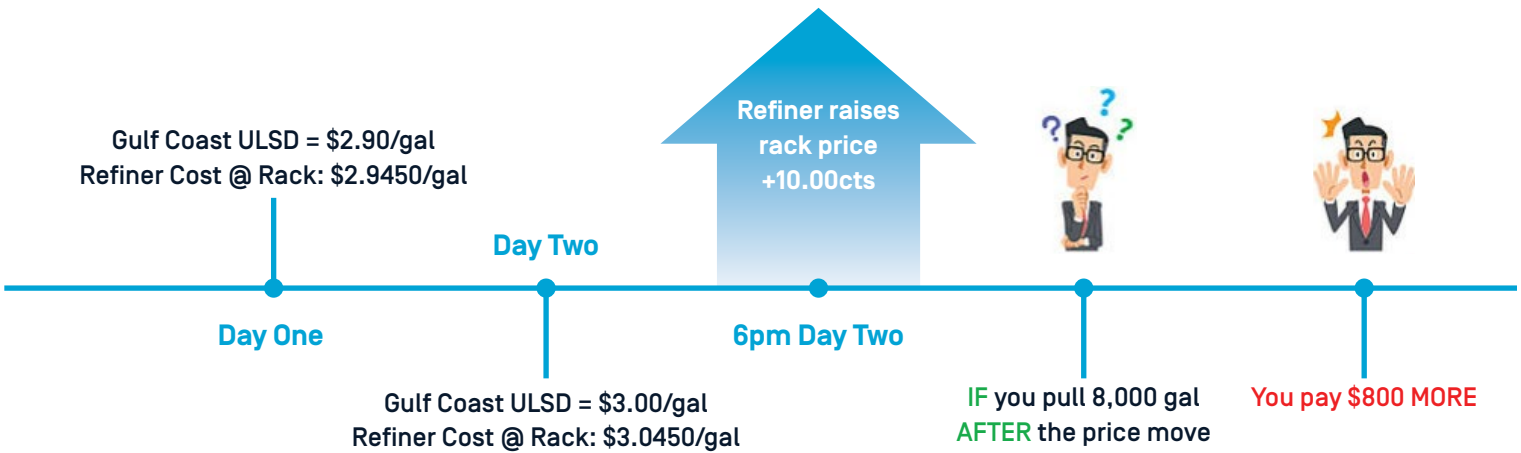 Gulf Coast ULSD = $2.90/gal
Refiner Cost @ Rack: $2.9450/gal
Day One
Day Two
Gulf Coast ULSD = $3.00/gal
Refiner Cost @ Rack: $3.0450/gal
Refiner raises
rack price
+10.00cts
6pm Day Two
? ? ?
IF you pull 8,000 gal
AFTER the price move
You pay $800 MORE